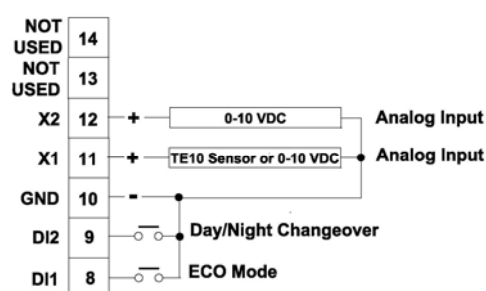 NOT
USED 14
NOT
USED 13
X2 12 + 0-10 VDC Analog Input
X1 11 + TE10 Sensor or 0-10 VDC Analog Input
GND 10 -
DI2 9 Day/Night Changeover
DI1 8 ECO Mode